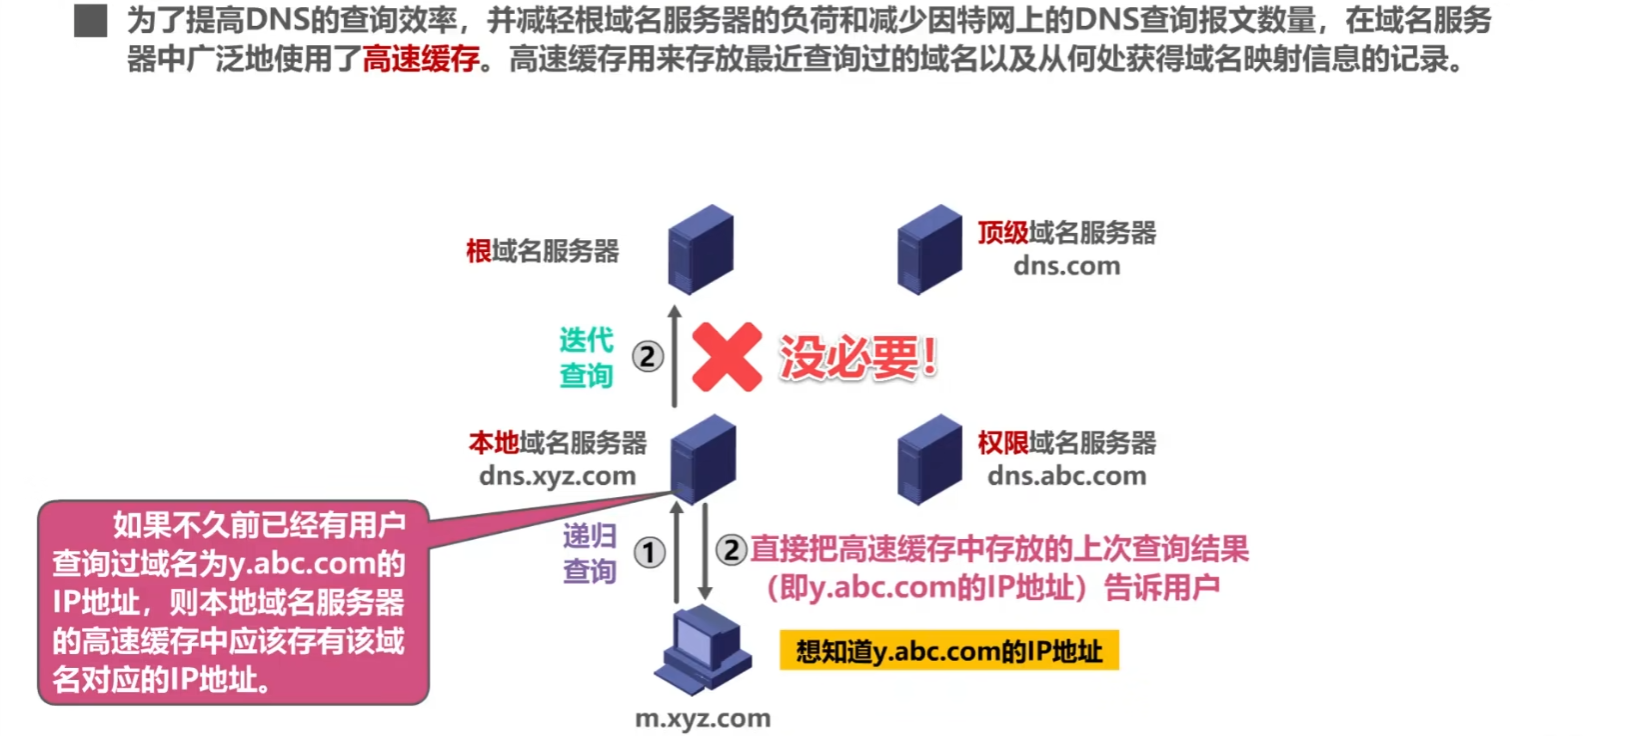 为了提高DNS的查询效率，并减轻根域名服务器的负荷和减少因特网上的DNS查询报文数量，在域名服务
器中广泛地使用了高速缓存。高速缓存用来存放最近查询过的域名以及从何处获得域名映射信息的记录。
根域名服务器
顶级域名服务器
dns.com
迭代
查询
②
没必要！
本地域名服务器
dns.xyz.com
权限域名服务器
dns.abc.com
如果不久前已经有用户
查询过域名为y.abc.com的
IP地址，则本地域名服务器
的高速缓存中应该存有该域
名对应的IP地址。
递归
查询
①
②直接把高速缓存中存放的上次查询结果
（即y.abc.com的IP地址）告诉用户
想知道y.abc.com的IP地址
m.xyz.com